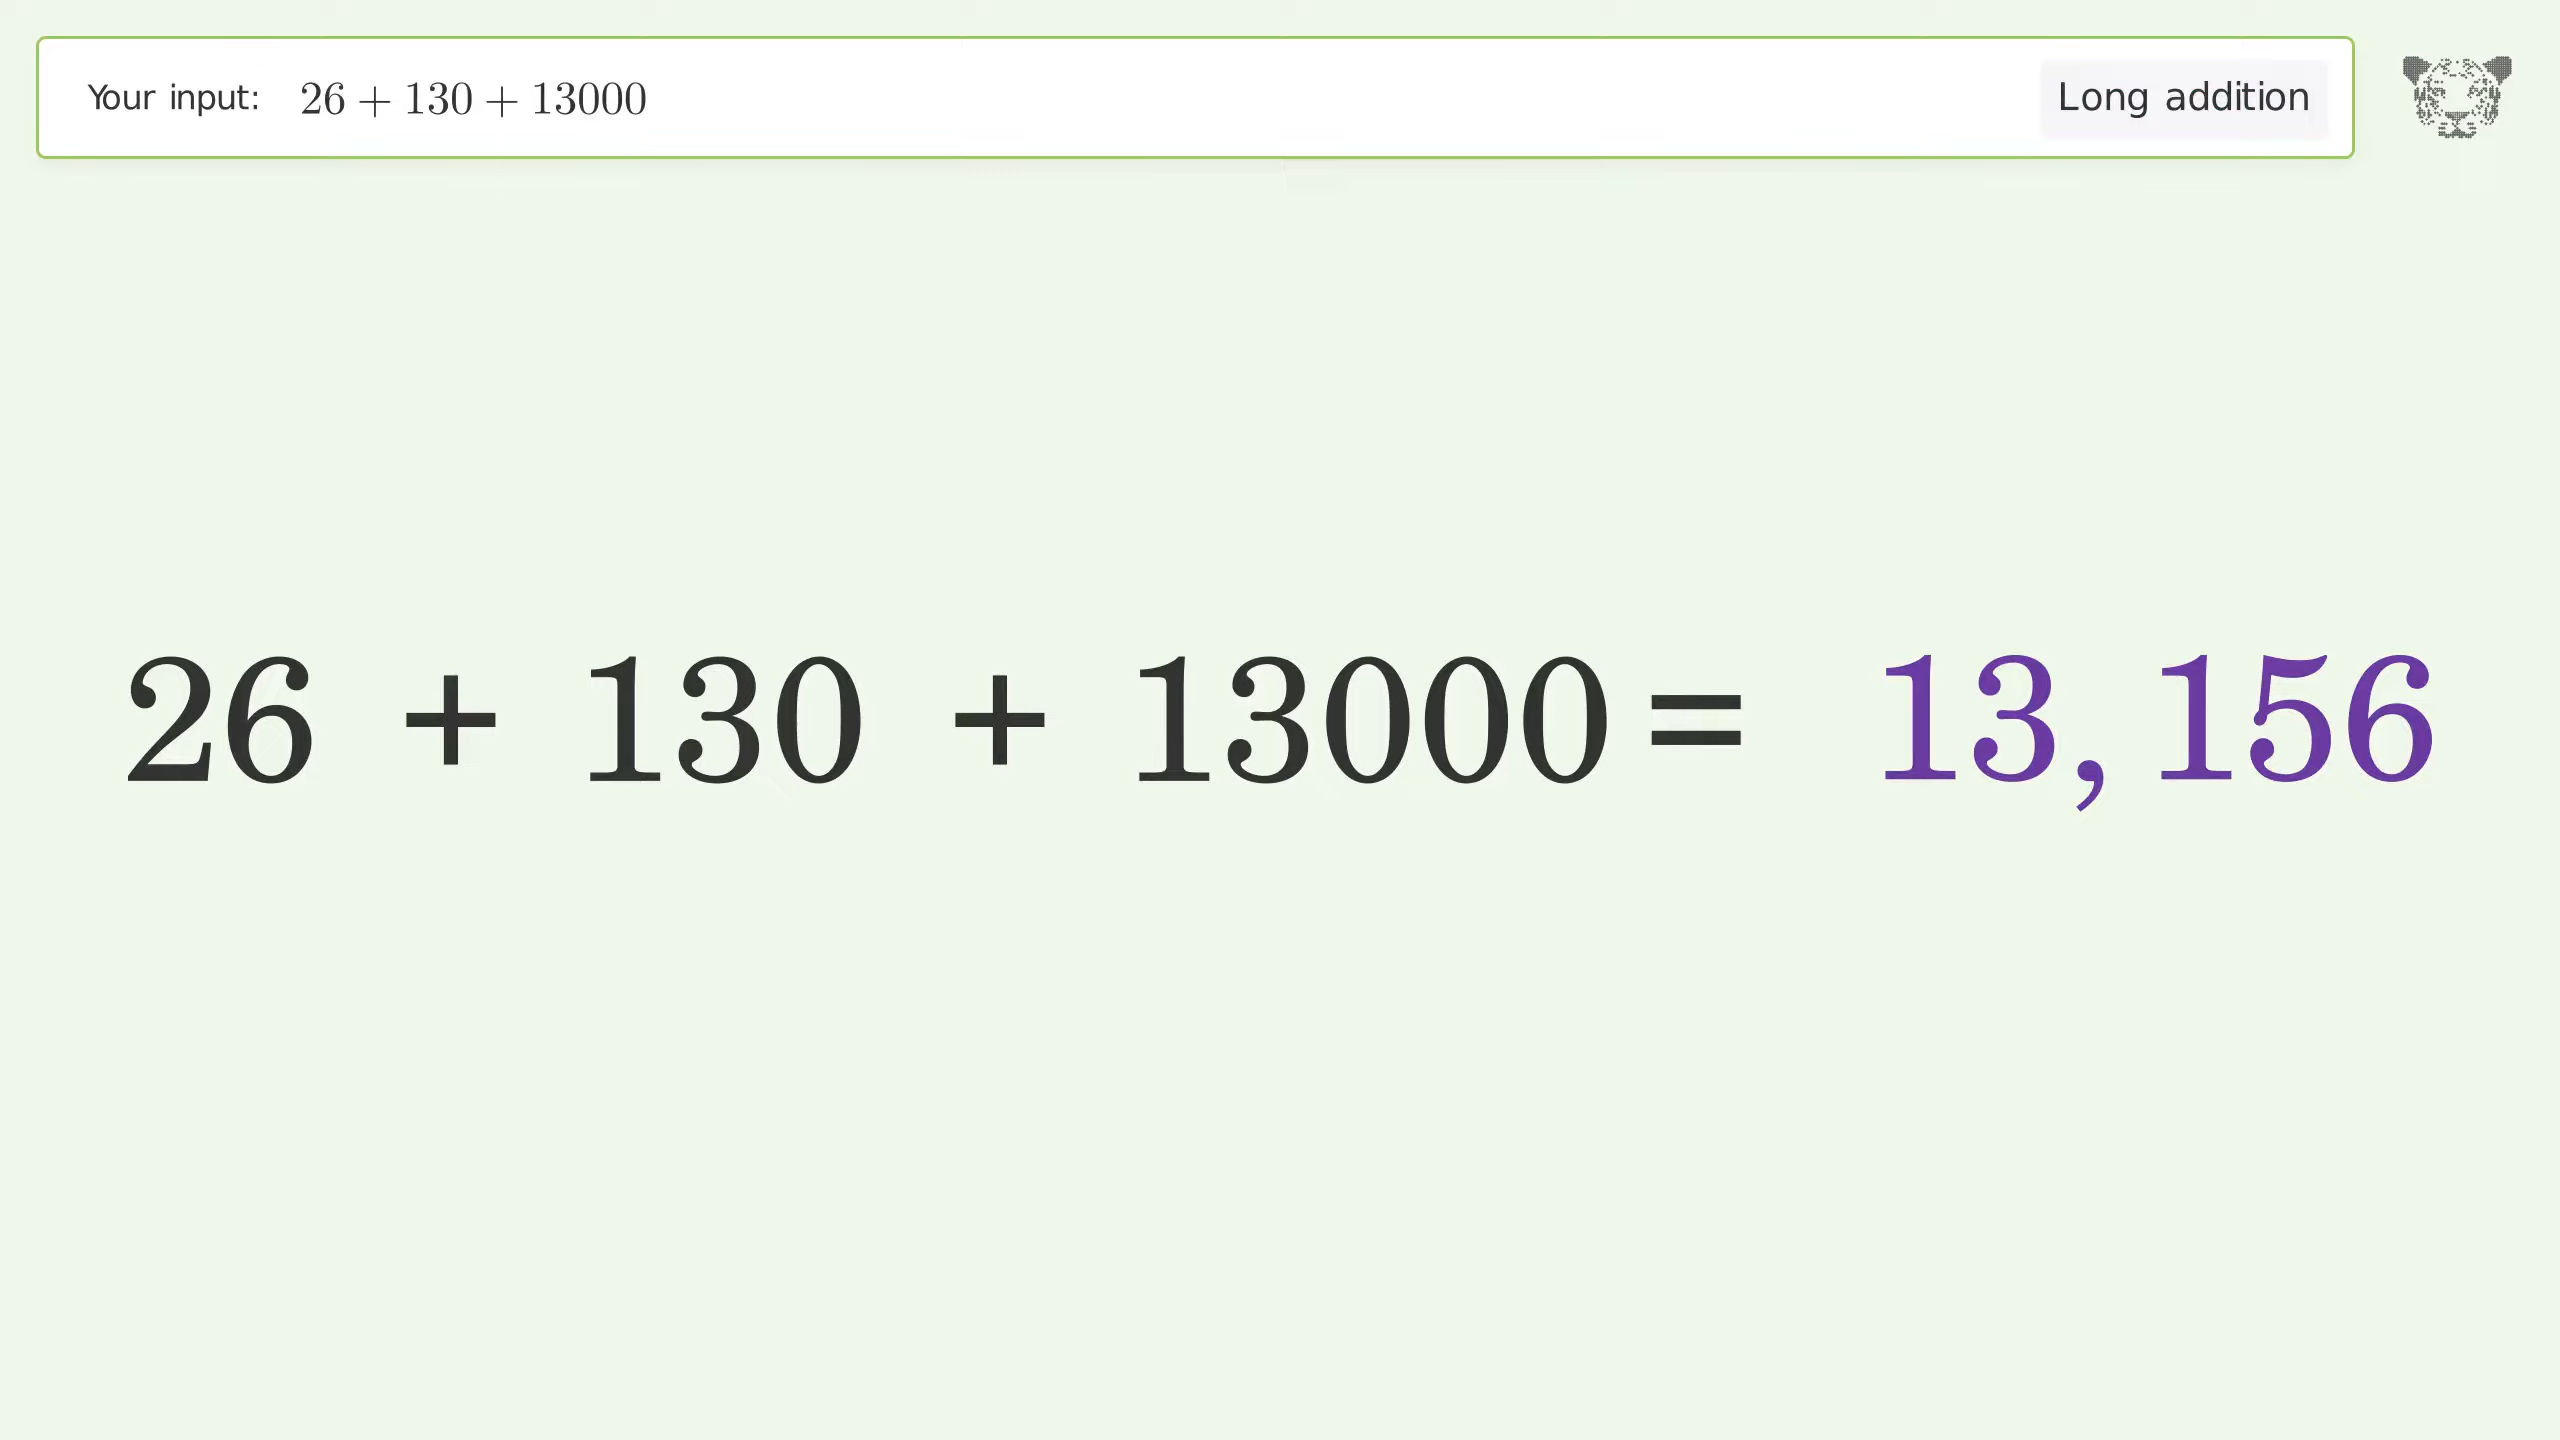 Your input: 26 + 130 + 13000 Long addition
26 + 130 + 13000 = 13,156